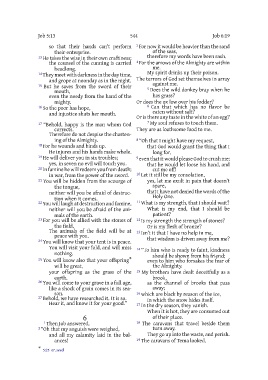 Job 5:13
541
Job 6:19
so that their hands can't perform
their enterprise.
13 He takes the wise in their own craftiness;
the counsel of the cunning is carried
headlong.
14 They meet with darkness in the day time,
and grope at noonday as in the night.
15 But he saves from the sword of their
mouth,
even the needy from the hand of the
mighty.
16 So the poor has hope,
and injustice shuts her mouth.
17 "Behold, happy is the man whom God
corrects.
Therefore do not despise the chasten-
ing of the Almighty.
18 For he wounds and binds up.
He injures and his hands make whole.
19 He will deliver you in six troubles;
yes, in seven no evil will touch you.
20 In famine he will redeem you from death;
in war, from the power of the sword.
21 You will be hidden from the scourge of
the tongue,
neither will you be afraid of destruc-
tion when it comes.
22 You will laugh at destruction and famine,
neither will you be afraid of the ani-
mals of the earth.
23 For you will be allied with the stones of
the field.
The animals of the field will be at
peace with you.
24 You will know that your tent is in peace.
You will visit your fold, and will miss
nothing.
25 You will know also that your offspring*
will be great,
your offspring as the grass of the
earth.
26 You will come to your grave in a full age,
like a shock of grain comes in its sea-
son.
27 Behold, we have researched it. It is so.
Hear it, and know it for your good."
6
1 Then Job answered,
2 "Oh that my anguish were weighed,
and all my calamity laid in the bal-
ances!
3 For now it would be heavier than the sand
of the seas,
therefore my words have been rash.
4 For the arrows of the Almighty are within
me.
My spirit drinks up their poison.
The terrors of God set themselves in array
against me.
5 Does the wild donkey bray when he
has grass?
Or does the ox low over his fodder?
6 Can that which has no flavor be
eaten without salt?
Or is there any taste in the white of an egg?
7 My soul refuses to touch them.
They are as loathsome food to me.
8 "Oh that I might have my request,
that God would grant the thing that I
long for,
9 even that it would please God to crush me;
that he would let loose his hand, and
cut me off!
10 Let it still be my consolation,
yes, let me exult in pain that doesn't
spare,
that I have not denied the words of the
Holy One.
11 What is my strength, that I should wait?
What is my end, that I should be
patient?
12 Is my strength the strength of stones?
Or is my flesh of bronze?
13 Isn't it that I have no help in me,
that wisdom is driven away from me?
14 "To him who is ready to faint, kindness
should be shown from his friend;
even to him who forsakes the fear of
the Almighty.
15 My brothers have dealt deceitfully as a
brook,
as the channel of brooks that pass
away;
16 which are black by reason of the ice,
in which the snow hides itself.
17 In the dry season, they vanish.
When it is hot, they are consumed out
of their place.
18 The caravans that travel beside them
turn away.
They go up into the waste, and perish.
19 The caravans of Tema looked.
* 5:25 or, seed